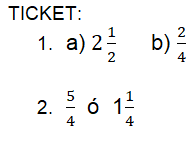 TICKET:
1. a) 2 1/2 b) 2/4
2. 5/4 ó 1 1/4